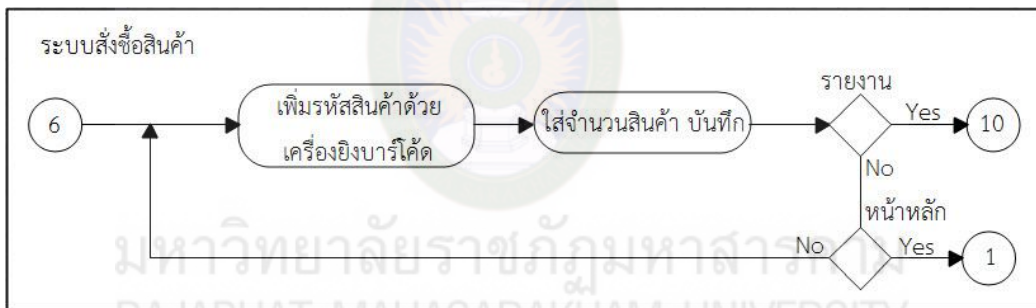 ระบบสั่งซื้อสินค้า
รายงาน
6
เพิ่มรหัสสินค้าด้วย
เครื่องยิงบาร์โค้ด
ใส่จำนวนสินค้า บันทึก
Yes
10
No
หน้าหลัก
No
Yes
1
มหาวิทยาลัยราชภัฏมหาสารคาม
RAJABHAT MAHASARAKHAM UNIVERSITY